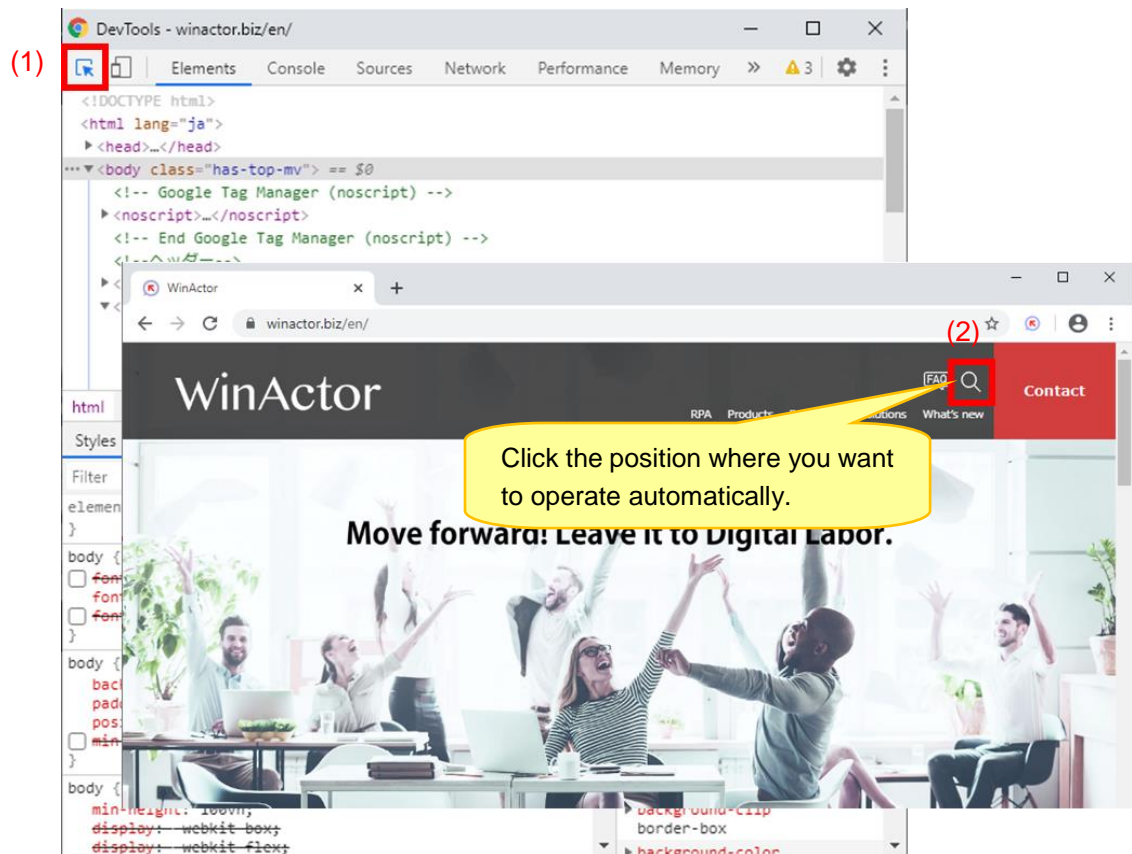 DevTools - winactor.biz/en/
(1)
Elements Console Sources Network Performance Memory » 3
<!DOCTYPE html>
<html lang="ja">
<head>…</head>
<body class="has-top-mv"> == $0
<!-- Google Tag Manager (noscript) -->
<noscript>…</noscript>
<!-- End Google Tag Manager (noscript) -->
<!--ヘッダー-->
WinActor
winactor.biz/en/
(2)
WinActor
FAQ
Contact
RPA Products What's new
html
Styles
Click the position where you want
to operate automatically.
Filter
}
Move forward! Leave it to Digital Labor.
body {
}
body {
}
body {
min-height: 100vh;
display: -webkit-box;
display: -webkit-flex;
background-clip
border-box
background-color